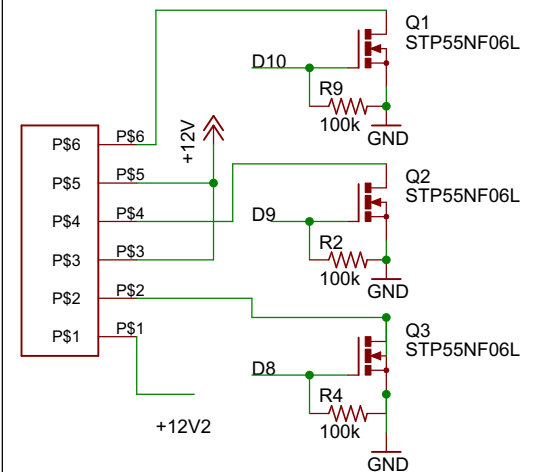 Q1
STP55NF06L
D10
R9
100k
GND
+12V
P$6 P$6
P$5 P$5
P$4 P$4
P$3 P$3
P$2 P$2
P$1 P$1
+12V2
Q2
STP55NF06L
D9
R2
100k
GND
Q3
STP55NF06L
D8
R4
100k
GND